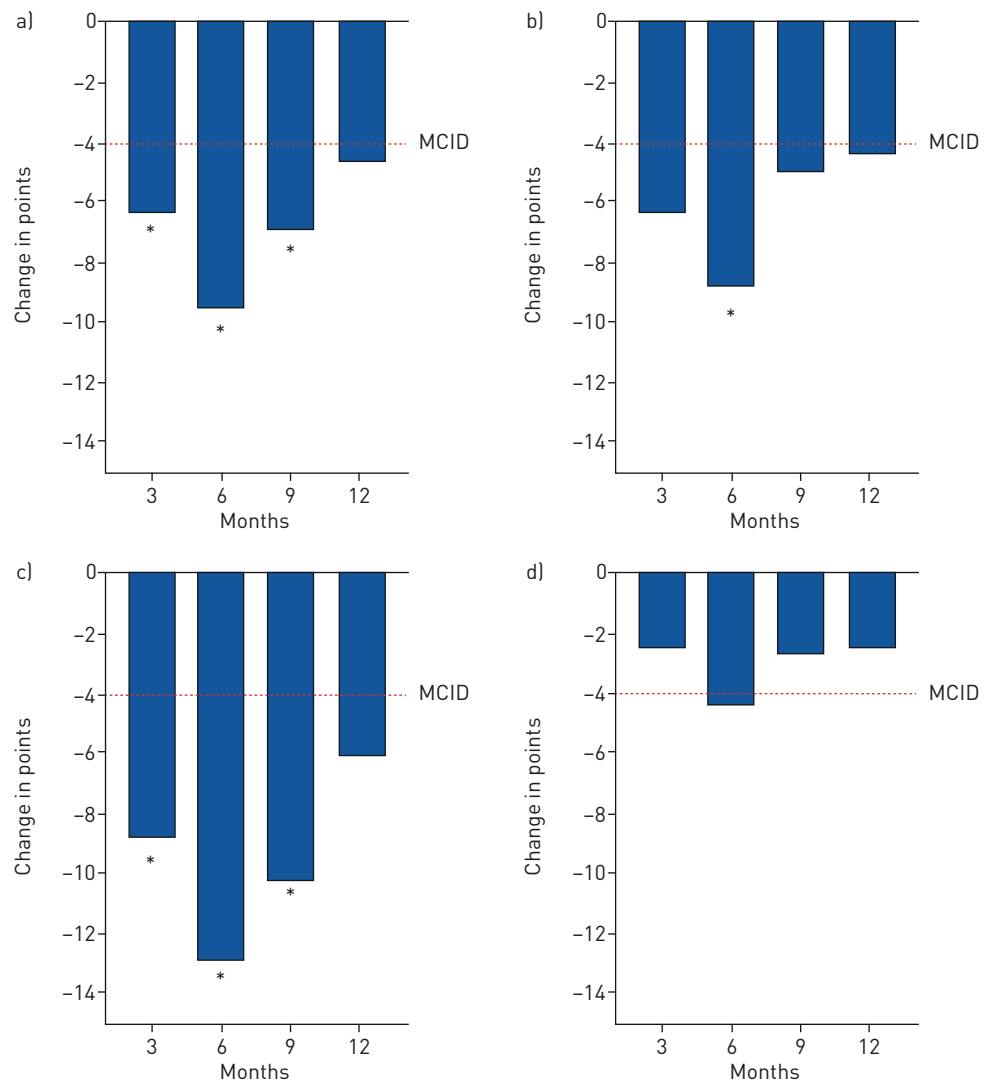 a)
Change in points
0
–2
–4
–6
–8
–10
–12
–14
MCID
*
*
*
3 6 9 12
Months
b)
Change in points
0
–2
–4
–6
–8
–10
–12
–14
MCID
*
3 6 9 12
Months
c)
Change in points
0
–2
–4
–6
–8
–10
–12
–14
MCID
*
*
*
3 6 9 12
Months
d)
Change in points
0
–2
–4
–6
–8
–10
–12
–14
MCID
3 6 9 12
Months